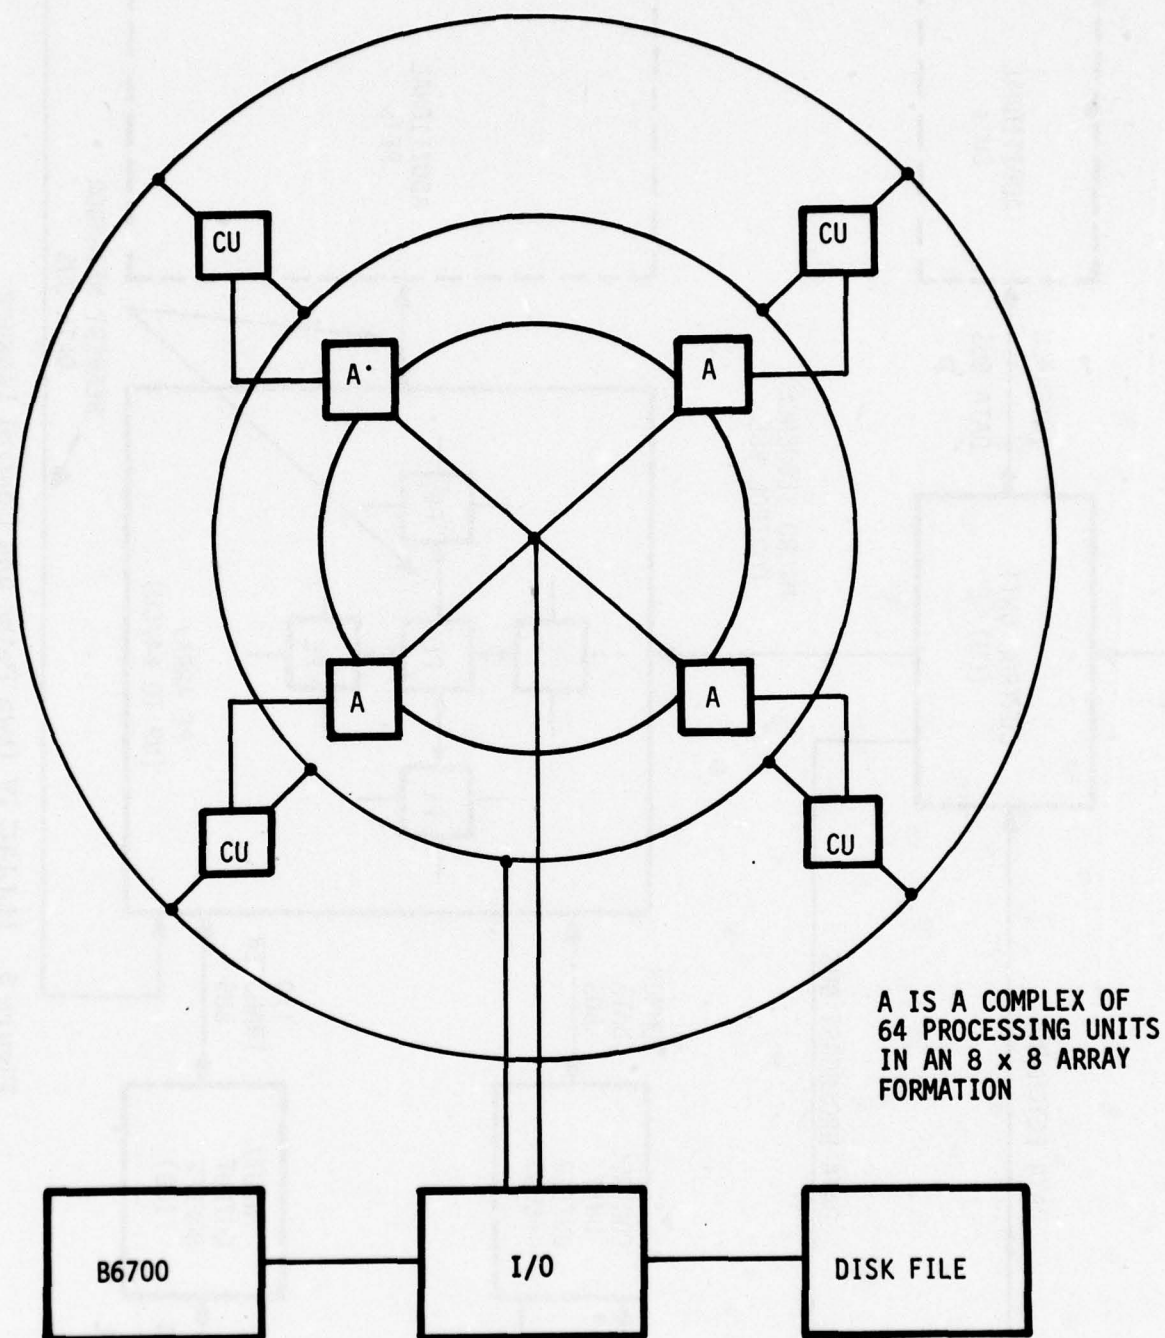 CU
CU
A
A
A
A
CU
CU
A IS A COMPLEX OF
64 PROCESSING UNITS
IN AN 8 x 8 ARRAY
FORMATION
B6700
I/O
DISK FILE